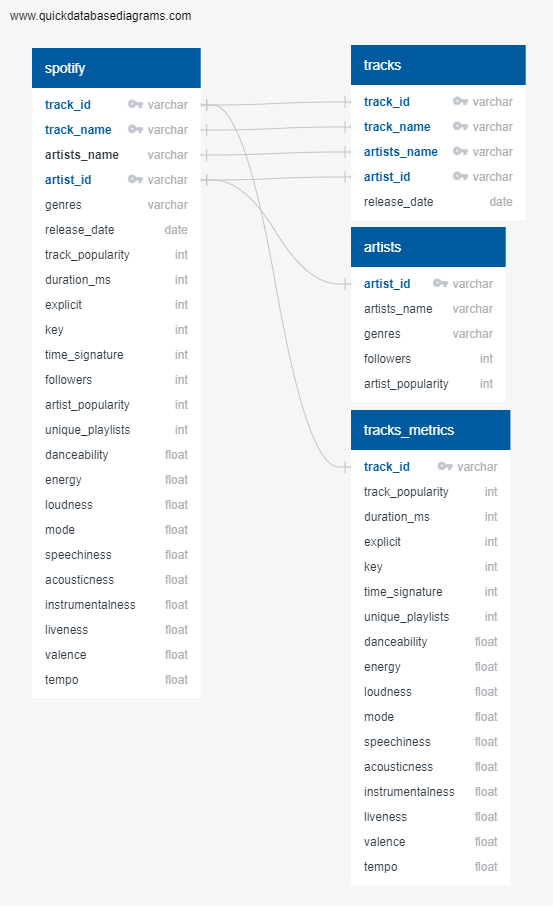 www.quickdatabasediagrams.com
spotify
track_id varchar
track_name varchar
artists_name varchar
artist_id varchar
genres varchar
release_date date
track_popularity int
duration_ms int
explicit int
key int
time_signature int
followers int
artist_popularity int
unique_playlists int
danceability float
energy float
loudness float
mode float
speechiness float
acousticness float
instrumentalness float
liveness float
valence float
tempo float
tracks
track_id varchar
track_name varchar
artists_name varchar
artist_id varchar
release_date date
artists
artist_id varchar
artists_name varchar
genres varchar
followers int
artist_popularity int
tracks_metrics
track_id varchar
track_popularity int
duration_ms int
explicit int
key int
time_signature int
unique_playlists int
danceability float
energy float
loudness float
mode float
speechiness float
acousticness float
instrumentalness float
liveness float
valence float
tempo float